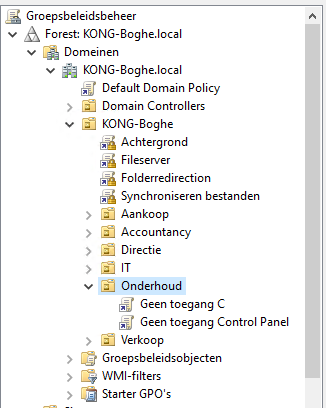 Groepsbeleidsbeheer
Forest: KONG-Boghe.local
Domeinen
KONG-Boghe.local
Default Domain Policy
Domain Controllers
KONG-Boghe
Achtergrond
Fileserver
Folderredirection
Synchroniseren bestanden
Aankoop
Accountancy
Directie
IT
Onderhoud
Geen toegang C
Geen toegang Control Panel
Verkoop
Groepsbeleidsobjecten
WMI-filters
Starter GPO's